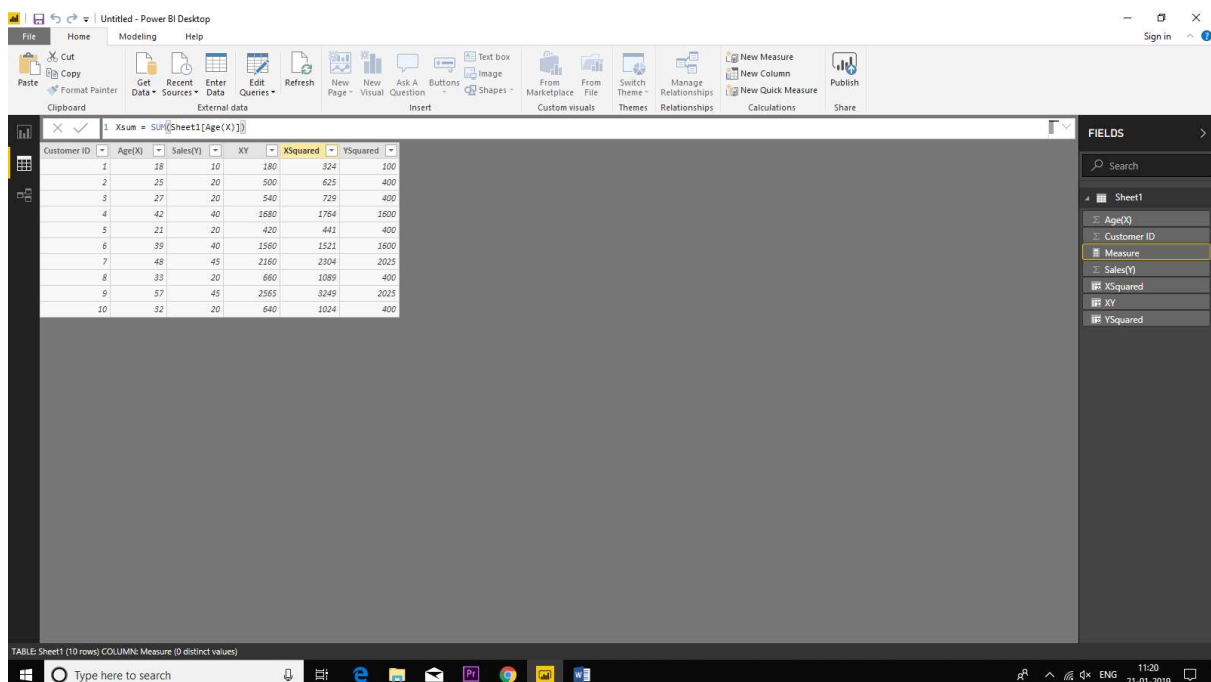 Untitled - Power BI Desktop
File Home Modeling Help Sign in
Paste
Cut
Copy
Format Painter
Clipboard
Get Data
Recent Sources
Enter Data
Edit Queries
External data
Refresh
New Page
New Visual
Ask A Question
Buttons
Text box
Image
Shapes
Insert
From Marketplace
From File
Custom visuals
Switch Theme
Themes
Manage Relationships
Relationships
New Measure
New Column
New Quick Measure
Calculations
Publish
Share
1 Xsum = SUM(Sheet1[Age(X)])
Customer ID Age(X) Sales(Y) XY XSquared YSquared
1 18 10 180 324 100
2 25 20 500 625 400
3 27 20 540 729 400
4 42 40 1680 1764 1600
5 21 20 420 441 400
6 39 40 1560 1521 1600
7 48 45 2160 2304 2025
8 33 20 660 1089 400
9 57 45 2565 3249 2025
10 32 20 640 1024 400
FIELDS
Search
Sheet1
Age(X)
Customer ID
Measure
Sales(Y)
XSquared
XY
YSquared
TABLE: Sheet1 (10 rows) COLUMN: Measure (0 distinct values)
Type here to search
Pr
ENG
11:20
21-01-2019